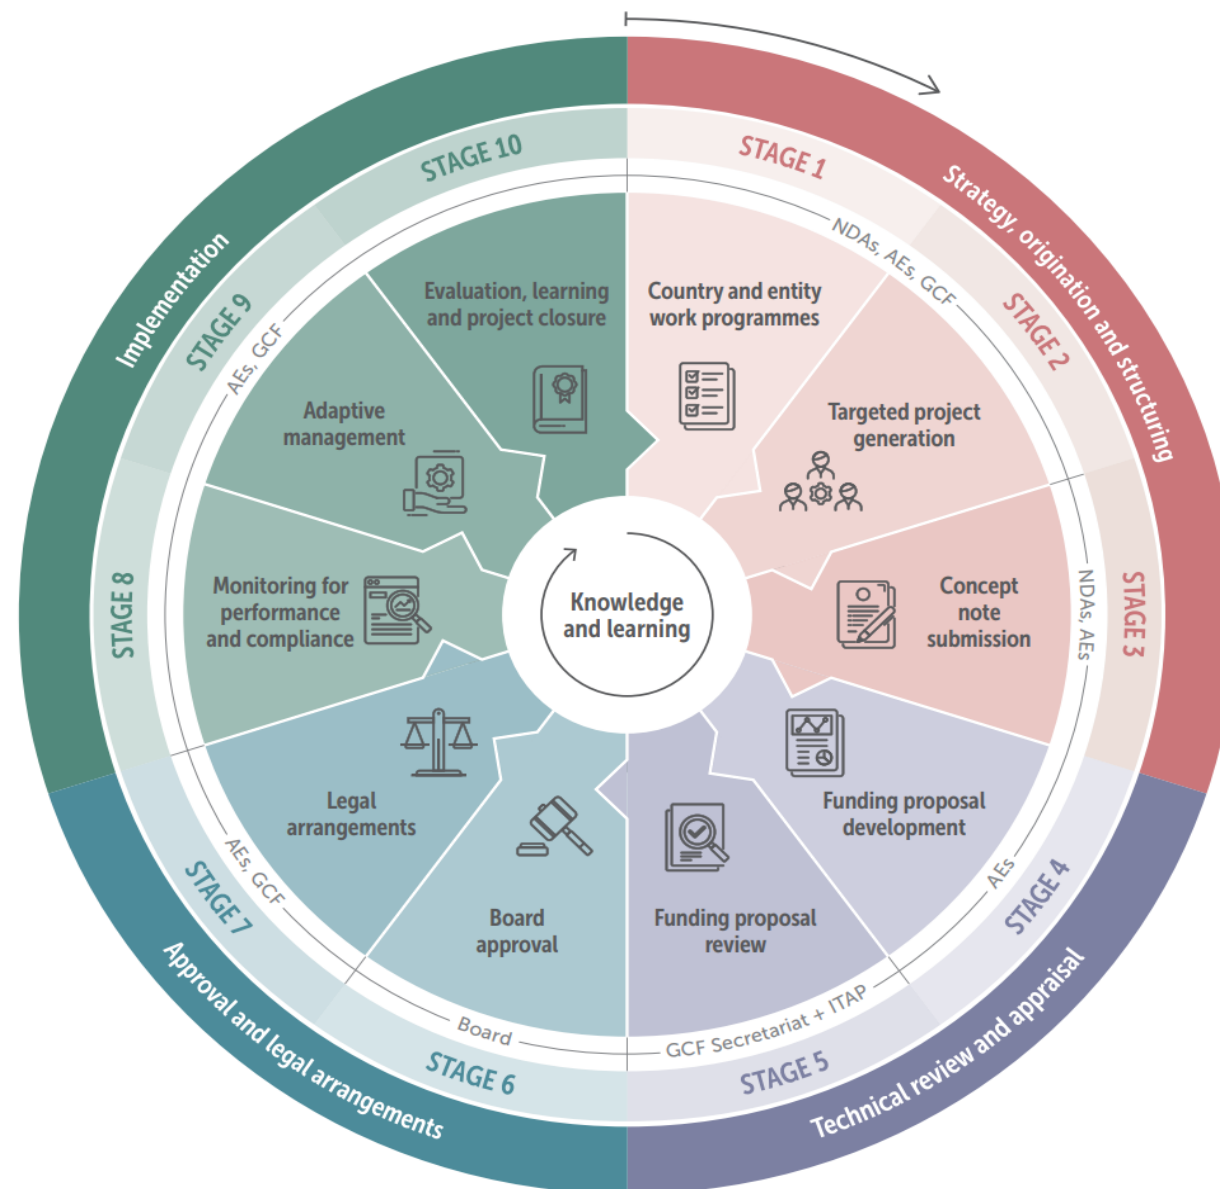 STAGE 1
STAGE 2
STAGE 3
STAGE 4
STAGE 5
STAGE 6
STAGE 7
STAGE 8
STAGE 9
STAGE 10
Strategy, origination and structuring
Technical review and appraisal
Approval and legal arrangements
Implementation
NDAs, AEs, GCF
NDAs, AEs
AEs
GCF Secretariat + ITAP
Board
AEs, GCF
AEs, GCF
Country and entity
work programmes
Targeted project
generation
Concept
note
submission
Funding proposal
development
Funding proposal
review
Board
approval
Legal
arrangements
Monitoring for
performance
and compliance
Adaptive
management
Evaluation, learning
and project closure
Knowledge
and learning